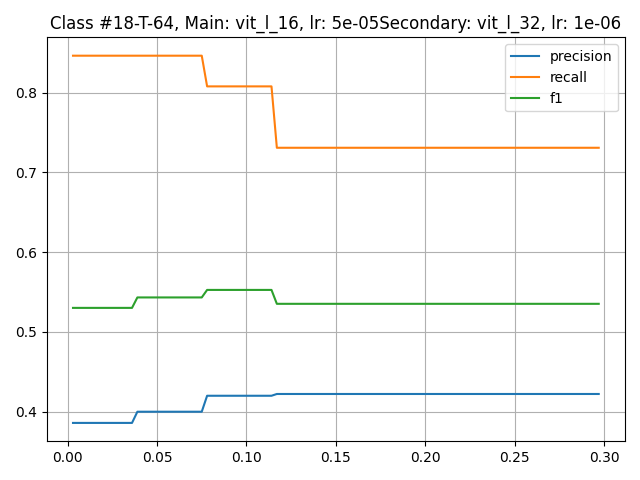 Class #18-T-64, Main: vit_l_16, lr: 5e-05Secondary: vit_l_32, lr: 1e-06
precision
recall
f1
0.8
0.7
0.6
0.5
0.4
0.00 0.05 0.10 0.15 0.20 0.25 0.30